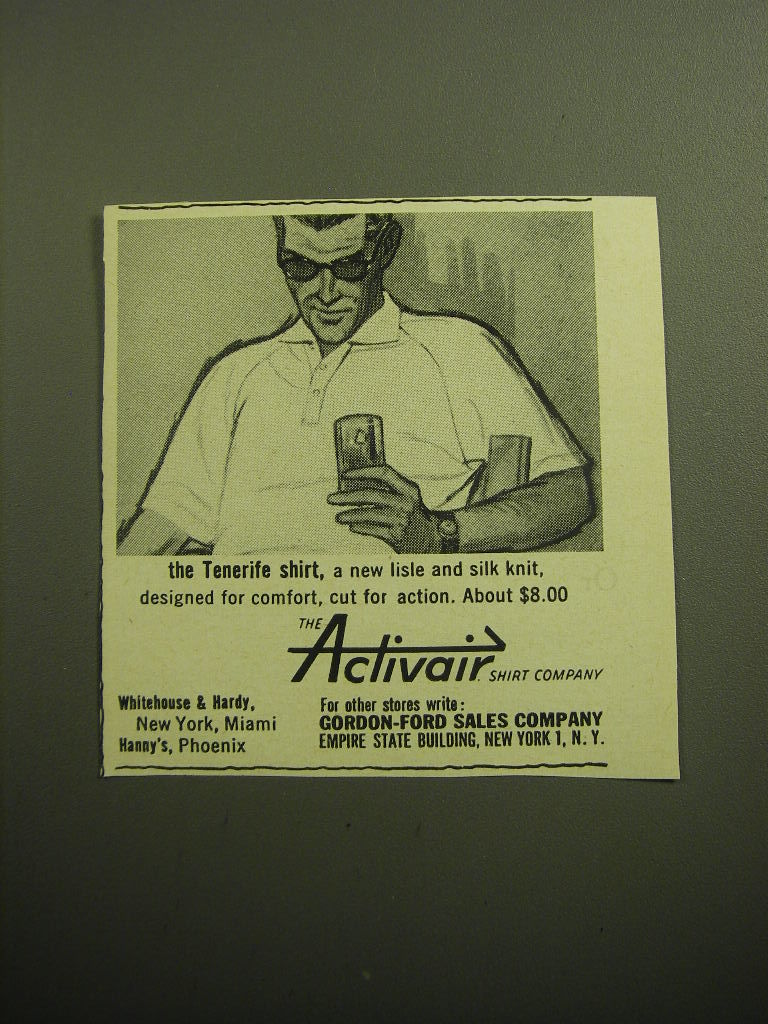 the Tenerife shirt, a new lisle and silk knit,
designed for comfort, cut for action. About $8.00
THE Activair SHIRT COMPANY
Whitehouse & Hardy,
New York, Miami
Hanny's, Phoenix
For other stores write:
GORDON-FORD SALES COMPANY
EMPIRE STATE BUILDING, NEW YORK 1, N. Y.